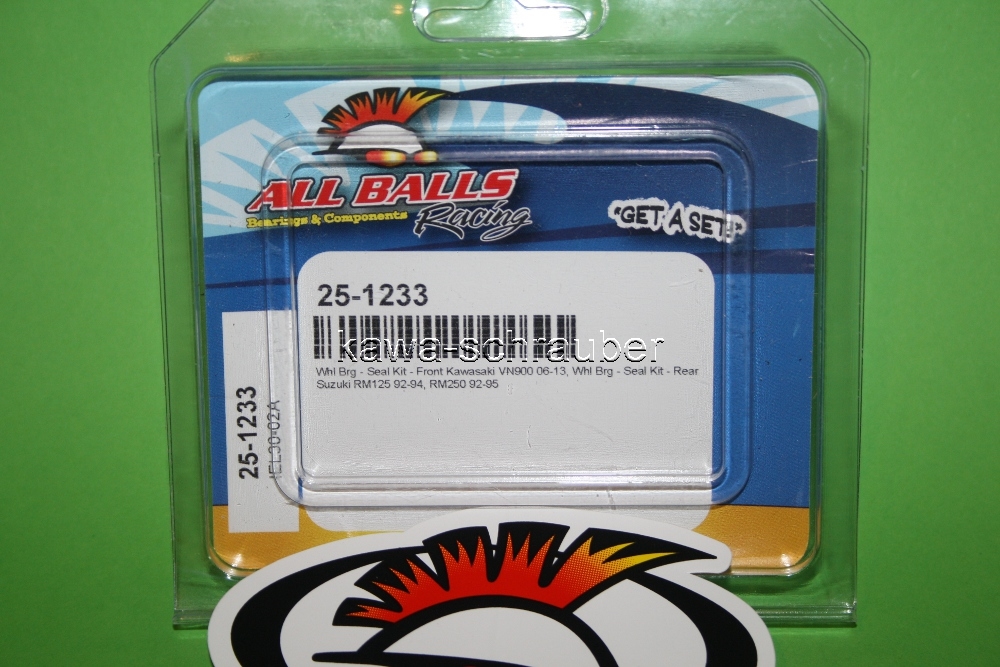 ALL BALLS
Racing
Bearings & Components
"GET A SET!"
25-1233
kawa-schrauber
Whl Brg - Seal Kit - Front Kawasaki VN900 06-13, Whl Brg - Seal Kit - Rear
Suzuki RM125 92-94, RM250 92-95
25-1233
IEL30-02A